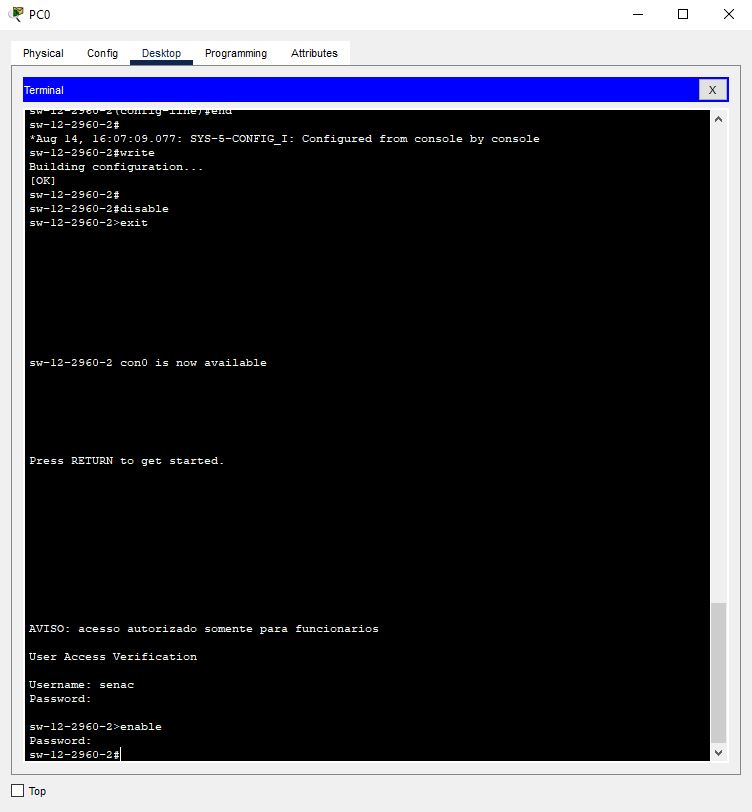 PC0
Physical Config Desktop Programming Attributes
Terminal X
sw-12-2960-2(config-line)#end
sw-12-2960-2#
*Aug 14, 16:07:09.077: SYS-5-CONFIG_I: Configured from console by console
sw-12-2960-2#write
Building configuration...
[OK]
sw-12-2960-2#
sw-12-2960-2#disable
sw-12-2960-2>exit
sw-12-2960-2 con0 is now available
Press RETURN to get started.
AVISO: acesso autorizado somente para funcionarios
User Access Verification
Username: senac
Password:
sw-12-2960-2>enable
Password:
sw-12-2960-2#
Top